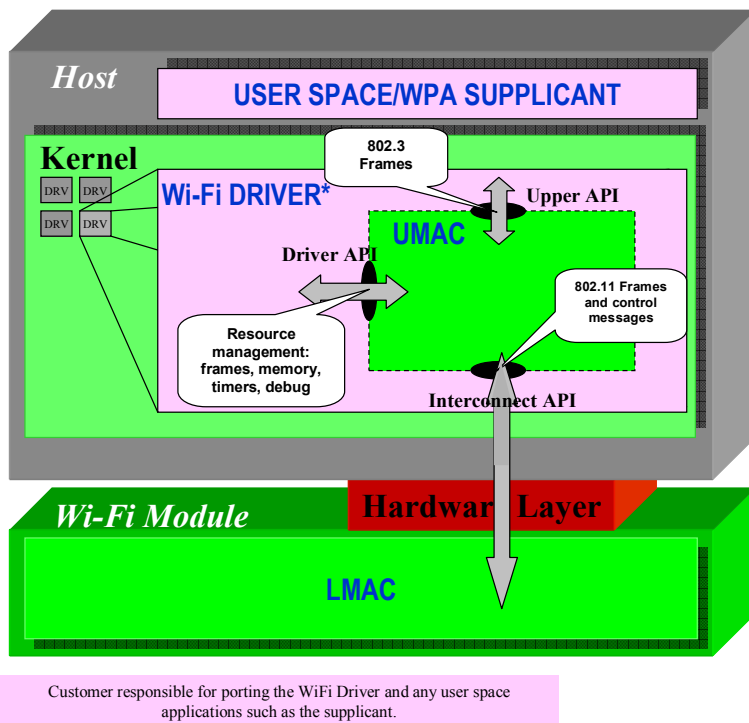 Host
USER SPACE/WPA SUPPLICANT
Kernel
DRV DRV
DRV DRV
802.3
Frames
Wi-Fi DRIVER*
Upper API
UMAC
Driver API
802.11 Frames
and control
messages
Resource
management:
frames, memory,
timers, debug
Interconnect API
Hardwar Layer
Wi-Fi Module
LMAC
Customer responsible for porting the WiFi Driver and any user space
applications such as the supplicant.